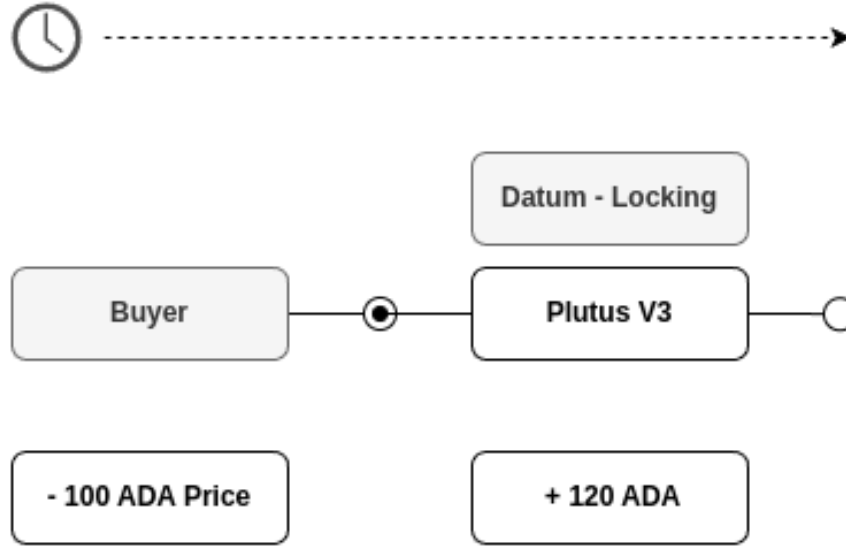 Datum - Locking
Buyer
Plutus V3
- 100 ADA Price
+ 120 ADA